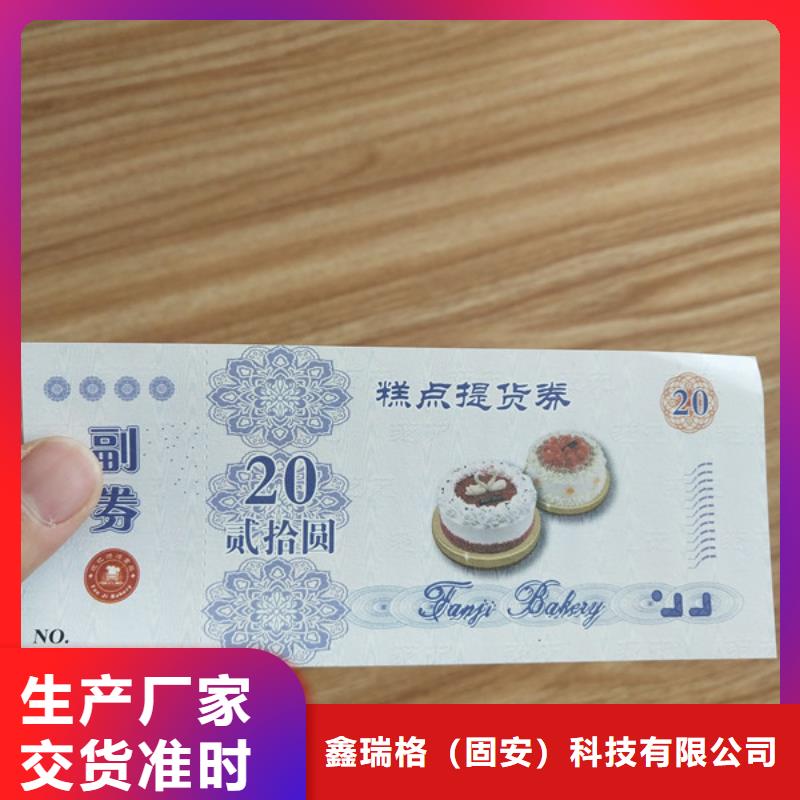 糕点提货券
20
副券
20
贰拾圆
Fanji Bakery
NO.
生产厂家
交货准时
鑫瑞格（固安）科技有限公司